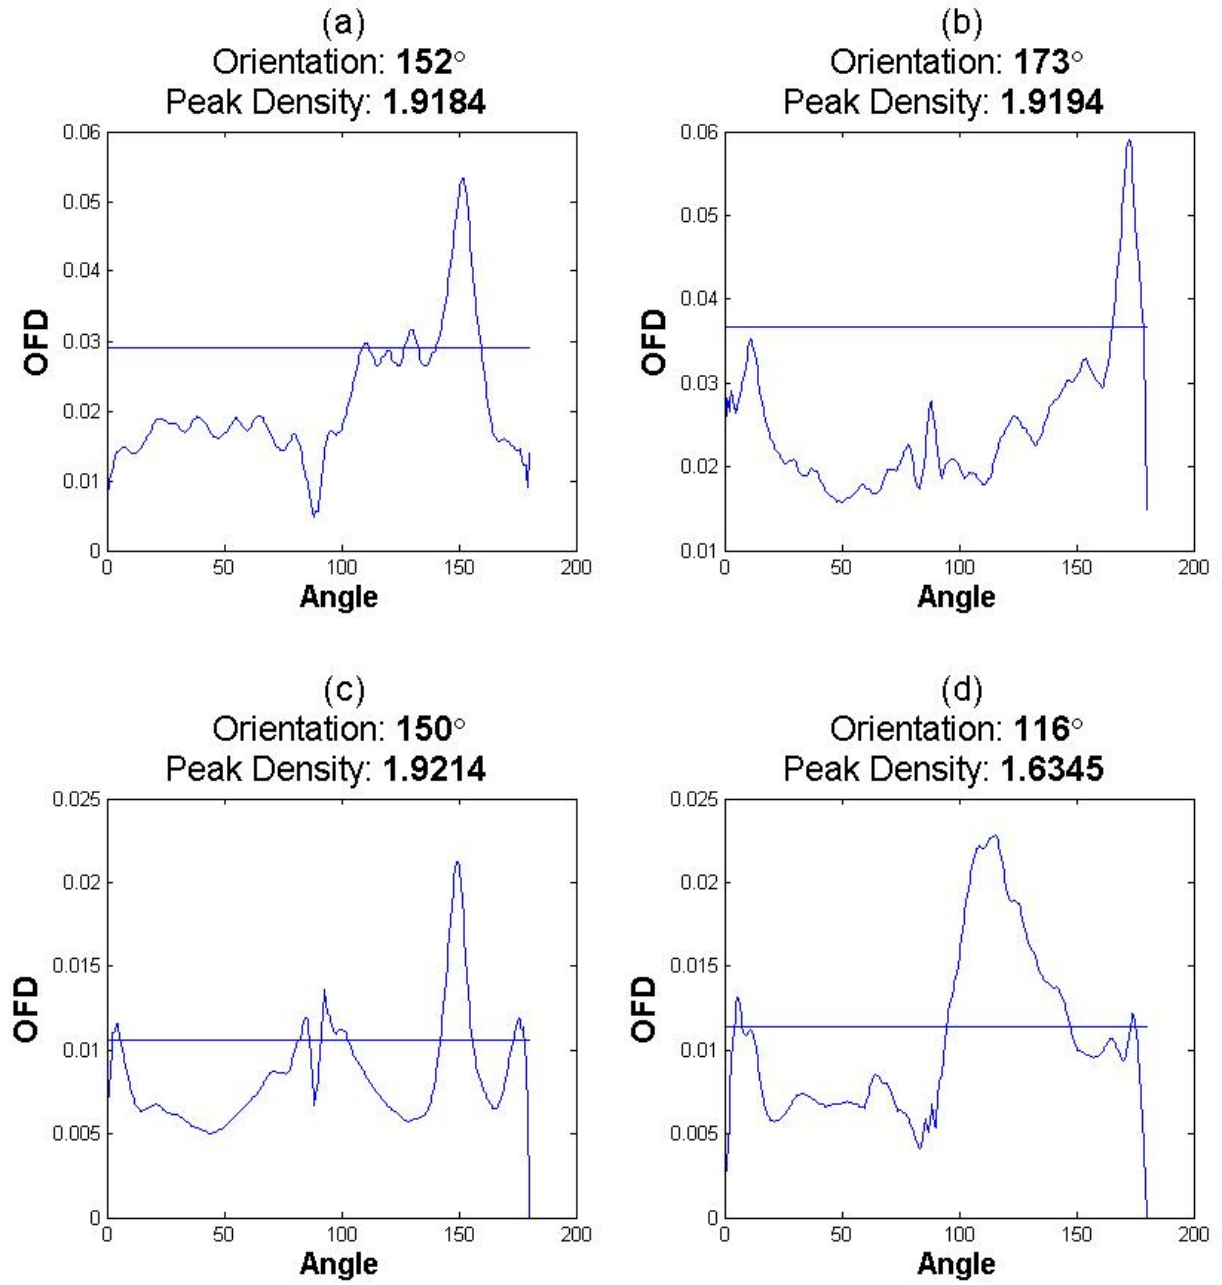 (a)
Orientation: 152°
Peak Density: 1.9184
0.06
0.05
0.04
0.03
0.02
0.01
0
OFD
0 50 100 150 200
Angle
(b)
Orientation: 173°
Peak Density: 1.9194
0.06
0.05
0.04
0.03
0.02
0.01
OFD
0 50 100 150 200
Angle
(c)
Orientation: 150°
Peak Density: 1.9214
0.025
0.02
0.015
0.01
0.005
0
OFD
0 50 100 150 200
Angle
(d)
Orientation: 116°
Peak Density: 1.6345
0.025
0.02
0.015
0.01
0.005
0
OFD
0 50 100 150 200
Angle